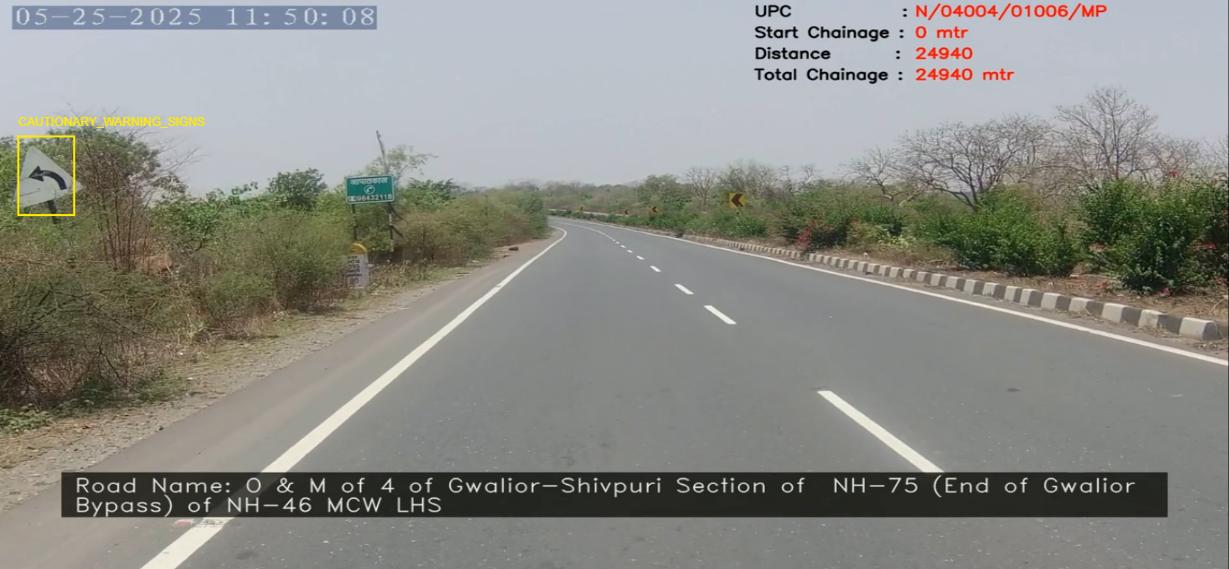 05-25-2025 11:50:08
UPC : N/04004/01006/MP
Start Chainage : 0 mtr
Distance : 24940
Total Chainage : 24940 mtr
CAUTIONARY_WARNING_SIGNS
आपातकाल
Road Name: O & M of 4 of Gwalior-Shivpuri Section of NH-75 (End of Gwalior
Bypass) of NH-46 MCW LHS